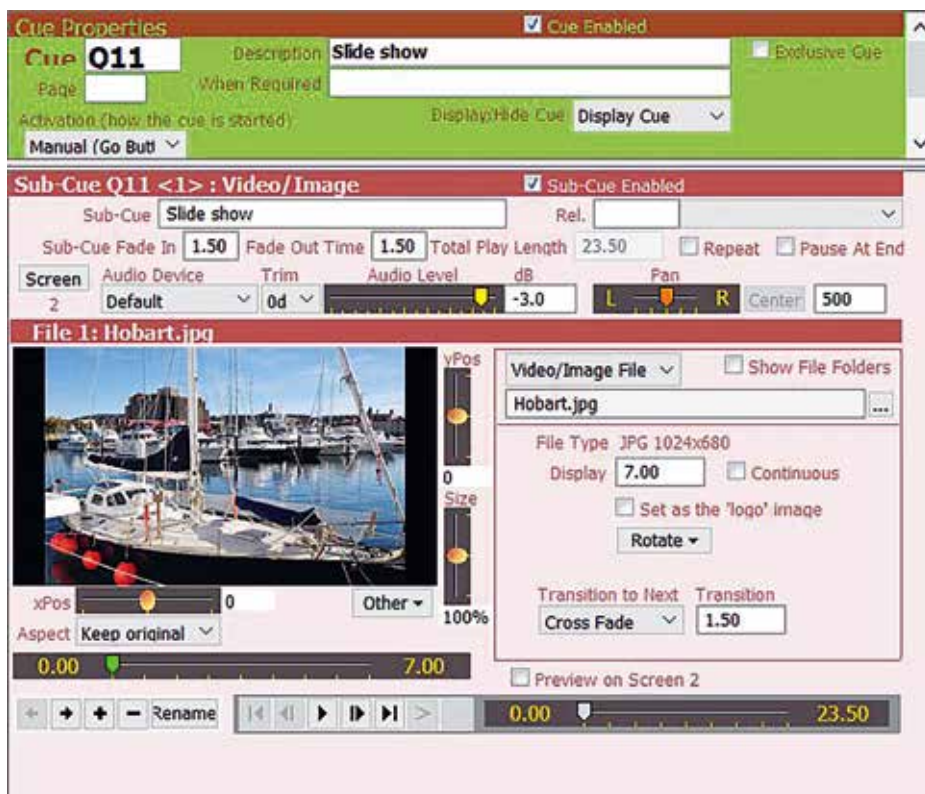 Cue Properties Cue Enabled
Cue Q11 Description Slide show Exclusive Cue
Page When Required
Activation (how the cue is started) Display/Hide Cue Display Cue
Manual (Go Butt
Sub-Cue Q11 <1> : Video/Image Sub-Cue Enabled
Sub-Cue Slide show Rel.
Sub-Cue Fade In 1.50 Fade Out Time 1.50 Total Play Length 23.50 Repeat Pause At End
Screen Audio Device Trim Audio Level dB Pan
2 Default 0d -3.0 L R Center 500
File 1: Hobart.jpg
yPos
Video/Image File Show File Folders
Hobart.jpg ...
File Type JPG 1024x680
0 Display 7.00 Continuous
Size
Set as the 'logo' image
Rotate
xPos 0 Other 100%
Transition to Next Transition
Aspect Keep original Cross Fade 1.50
0.00 7.00
Preview on Screen 2
Rename 0.00 23.50